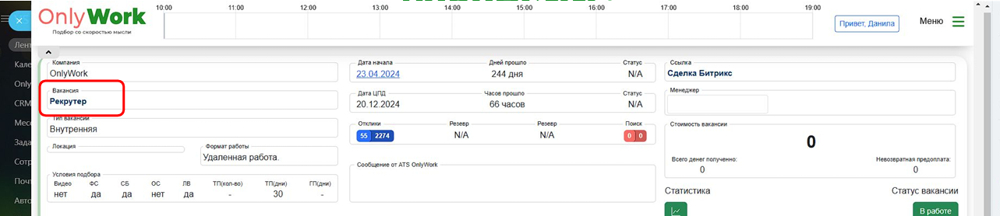 10:00 11:00 12:00 13:00 14:00 15:00 16:00 17:00 18:00 19:00
OnlyWork
Подбор со скоростью мысли
Привет, Данила
Меню
Лент
Кале
Only
CRM
Месс
Зада
Сотр
Почт
Авто
Компания
OnlyWork
Вакансия
Рекрутер
Тип вакансии
Внутренняя
Локация
Формат работы
Удаленная работа.
Условия подбора
Видео ФС СБ ОС ЛВ ТП(кол-во) ТП(дни) ГП(дни)
нет да да нет да - 30 -
Дата начала Дней прошло Статус
23.04.2024 244 дня N/A
Дата ЦПД Часов прошло Статус
20.12.2024 66 часов N/A
Отклики Резерв Резерв Поиск
55 2274 N/A N/A 0 0
Сообщение от ATS OnlyWork
Ссылка
Сделка Битрикс
Менеджер
Стоимость вакансии
0
Всего денег полученно: Невозвратная предоплата:
0 0
Статистика Статус вакансии
В работе